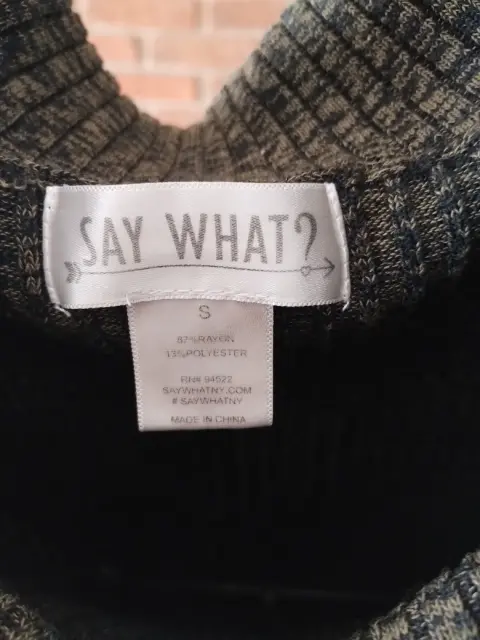 SAY WHAT?
S
87% RAYON
13% POLYESTER
RN# 94522
SAYWHATNY.COM
# SAYWHATNY
MADE IN CHINA